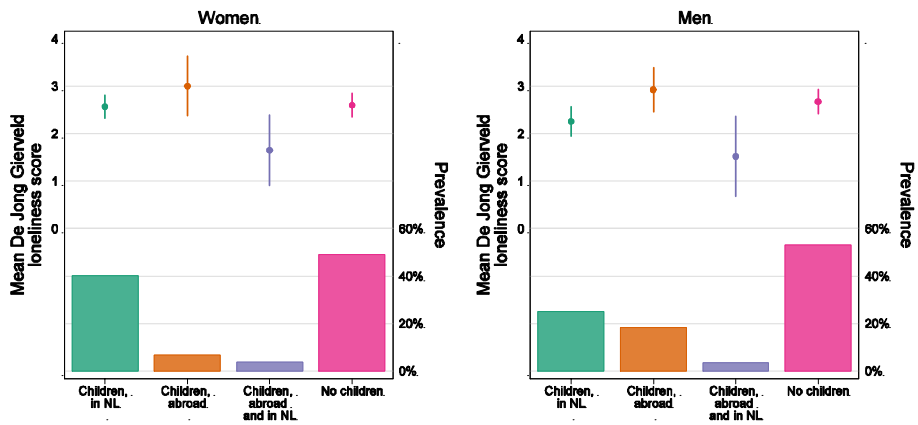 Women.
4
3
2
1
0
Mean De Jong Gierveld
loneliness score
Prevalence
60%.
40%.
20%.
0%.
Children, .
in NL
Children, .
abroad.
Children, .
abroad .
and in NL
No children.
Men.
4
3
2
1
0
Mean De Jong Gierveld
loneliness score
Prevalence
60%.
40%.
20%.
0%.
Children, .
in NL
Children, .
abroad.
Children, .
abroad .
and in NL
No children.